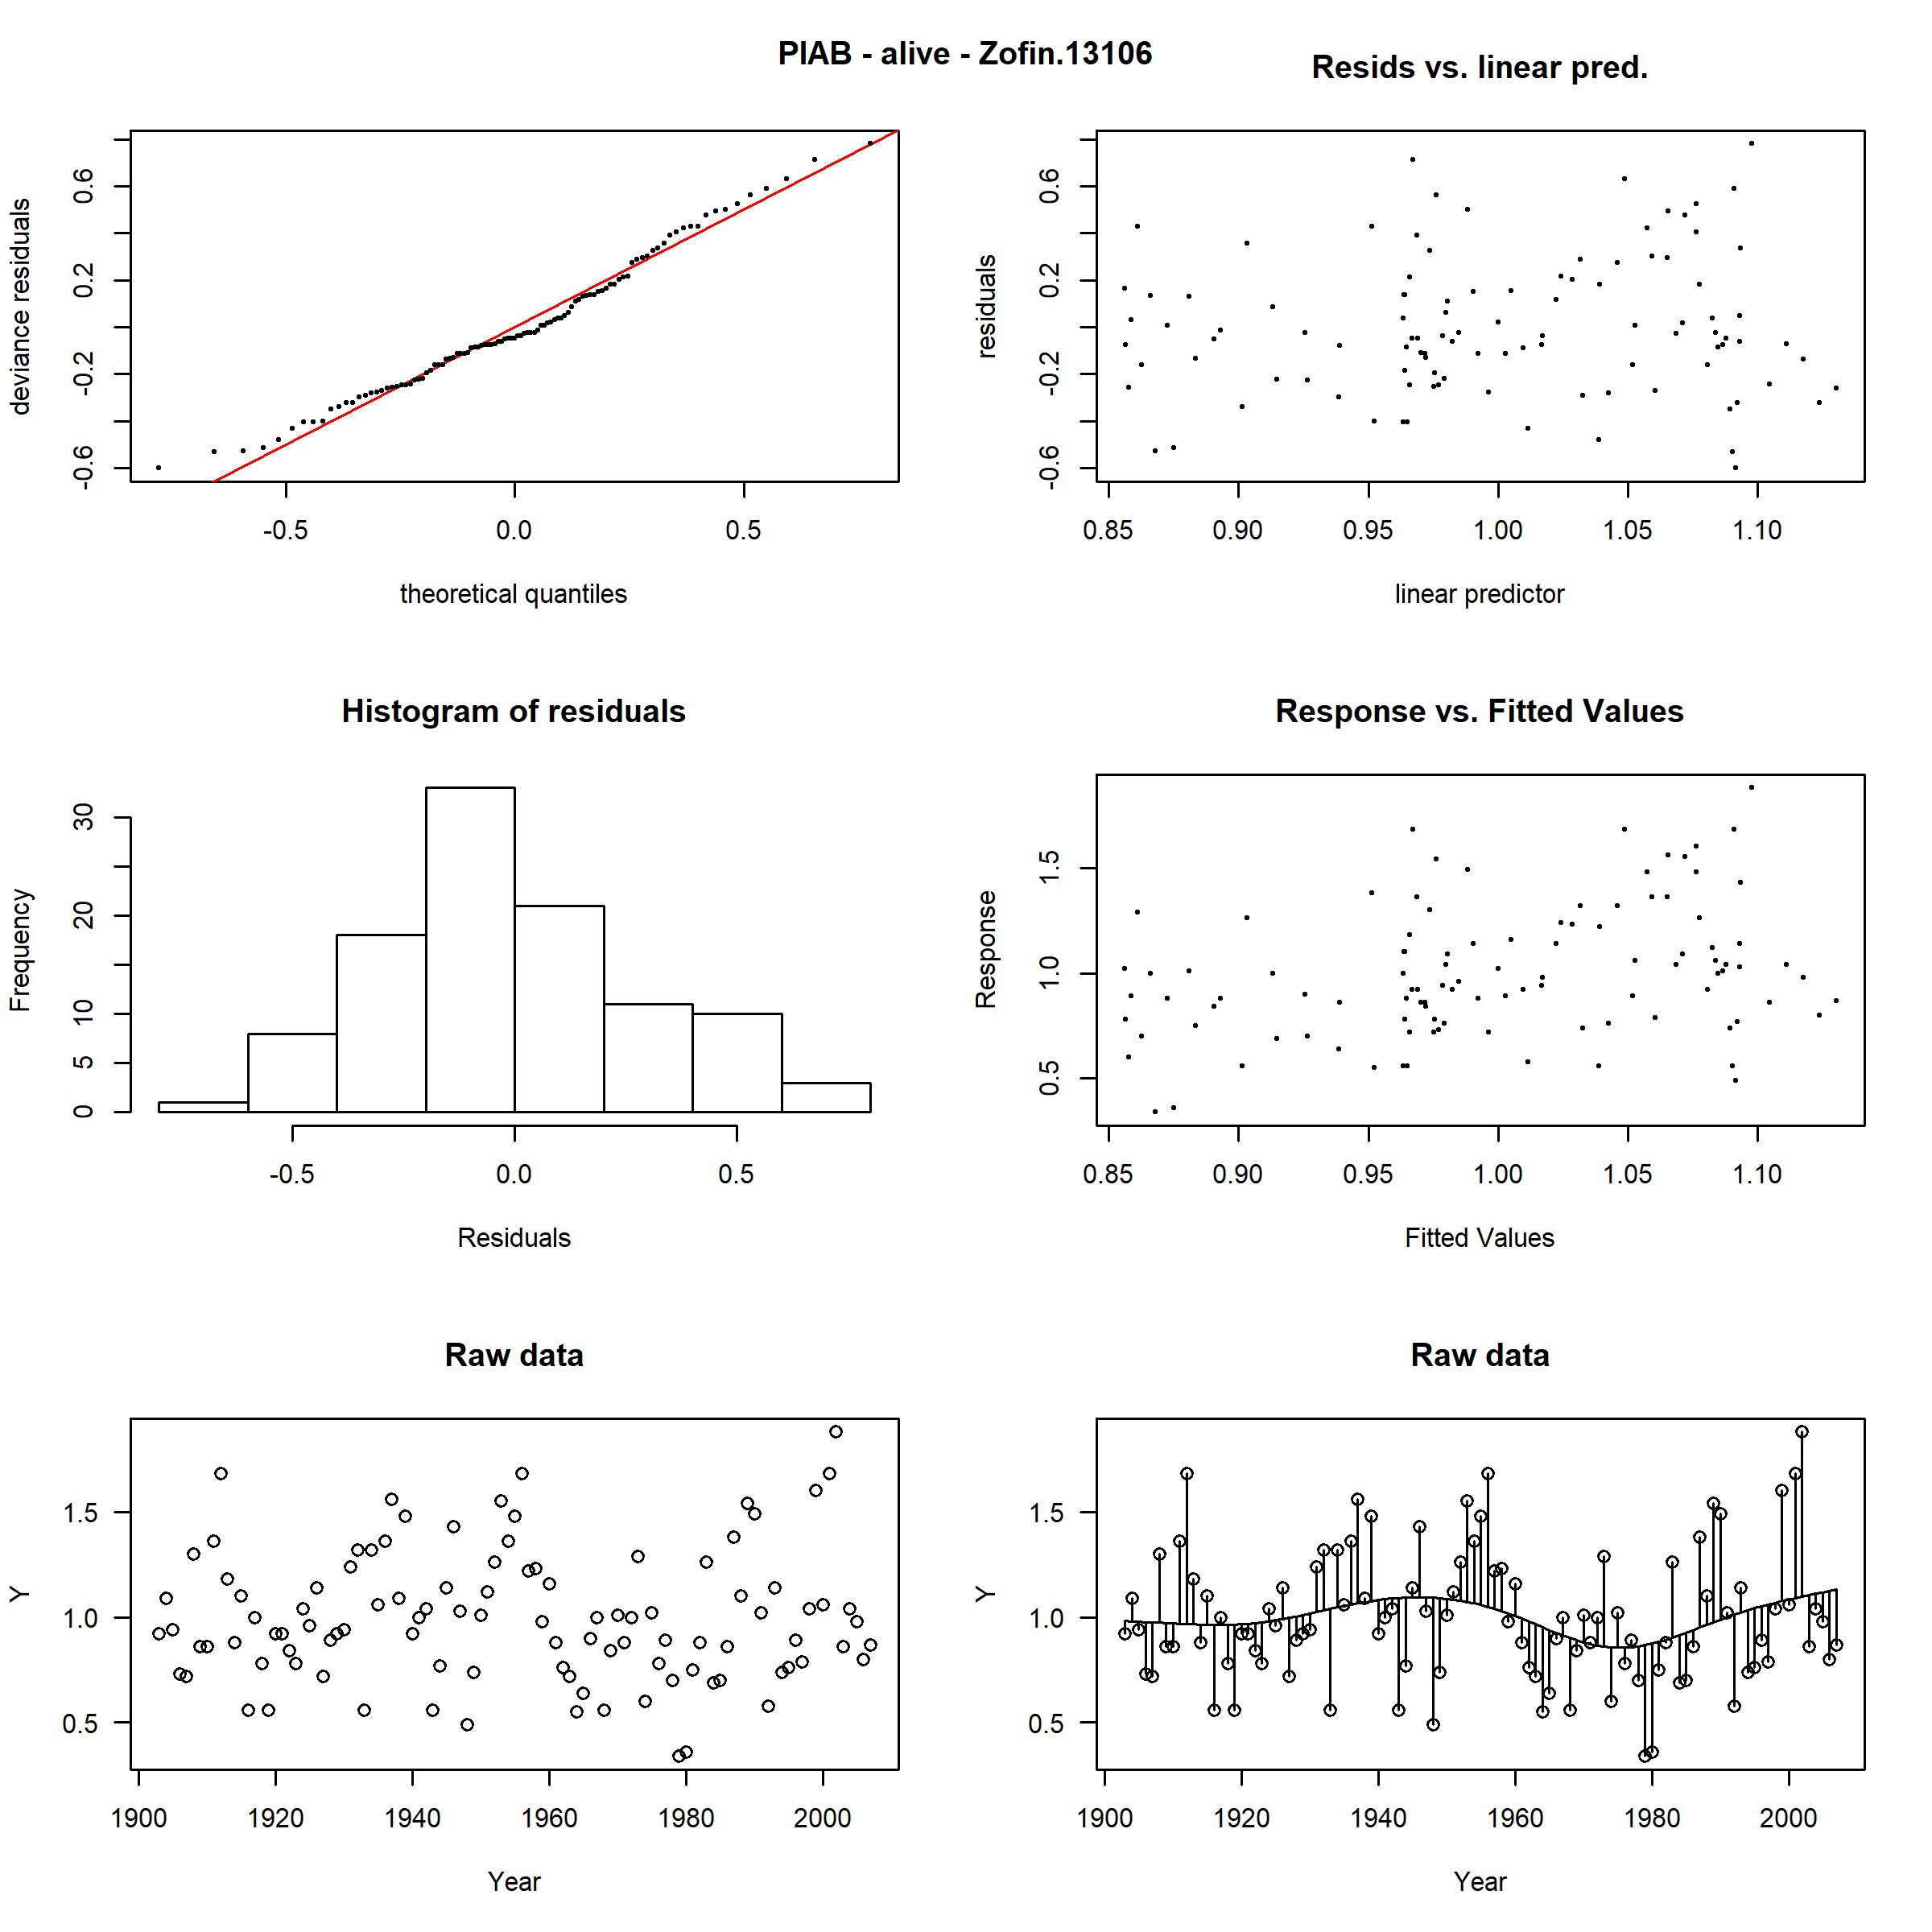 PIAB - alive - Zofin.13106
Resids vs. linear pred.
deviance residuals
-0.6 -0.2 0.2 0.6
-0.5 0.0 0.5
theoretical quantiles
residuals
-0.6 -0.2 0.2 0.6
0.85 0.90 0.95 1.00 1.05 1.10
linear predictor
Histogram of residuals
Frequency
0 5 10 20 30
-0.5 0.0 0.5
Residuals
Response vs. Fitted Values
Response
0.5 1.0 1.5
0.85 0.90 0.95 1.00 1.05 1.10
Fitted Values
Raw data
Y
0.5 1.0 1.5
1900 1920 1940 1960 1980 2000
Year
Raw data
Y
0.5 1.0 1.5
1900 1920 1940 1960 1980 2000
Year